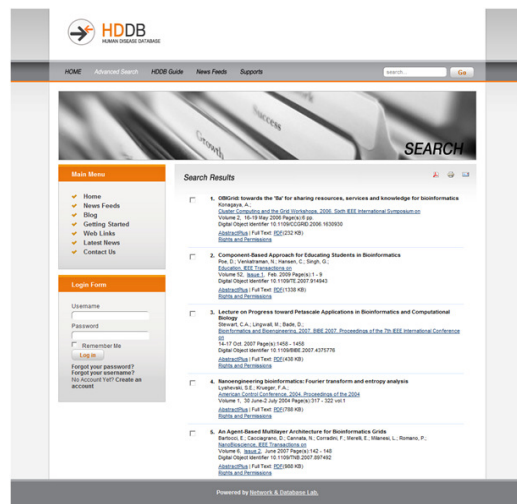 HDDB
HUMAN DISEASE DATABASE
HOME Advanced Search HDDB Guide News Feeds Supports
search... Go
Growth
Success
SEARCH
Main Menu
Home
News Feeds
Blog
Getting Started
Web Links
Latest News
Contact Us
Login Form
Username
Password
Remember Me
Log in
Forgot your password?
Forgot your username?
No Account Yet? Create an
account
Search Results
1. OBIGrid: towards the 'Ba' for sharing resources, services and knowledge for bioinformatics
Konagaya, A.;
Cluster Computing and the Grid Workshops, 2006. Sixth IEEE International Symposium on
Volume 2, 16-19 May 2006 Page(s):6 pp.
Digital Object Identifier 10.1109/CCGRID.2006.1630936
AbstractPlus | Full Text: PDF(232 KB)
Rights and Permissions
2. Component-Based Approach for Educating Students in Bioinformatics
Poe, D.; Venkatraman, N.; Hansen, C.; Singh, G.;
Education, IEEE Transactions on
Volume 52, Issue 1, Feb. 2009 Page(s):1 - 9
Digital Object Identifier 10.1109/TE.2007.914943
AbstractPlus | Full Text: PDF(1338 KB)
Rights and Permissions
3. Lecture on Progress toward Petascale Applications in Bioinformatics and Computational
Biology
Stewart, C.A.; Lingwall, M.; Bade, D.;
Bioinformatics and Bioengineering, 2007. BIBE 2007. Proceedings of the 7th IEEE International Conference
on
14-17 Oct. 2007 Page(s):1458 - 1458
Digital Object Identifier 10.1109/BIBE.2007.4375776
AbstractPlus | Full Text: PDF(438 KB)
Rights and Permissions
4. Nanoengineering bioinformatics: Fourier transform and entropy analysis
Lyshevski, S.E.; Krueger, F.A.;
American Control Conference, 2004. Proceedings of the 2004
Volume 1, 30 June-2 July 2004 Page(s):317 - 322 vol.1
AbstractPlus | Full Text: PDF(788 KB)
Rights and Permissions
5. An Agent-Based Multilayer Architecture for Bioinformatics Grids
Bartocci, E.; Cacciagrano, D.; Cannata, N.; Corradini, F.; Merelli, E.; Milanesi, L.; Romano, P.;
NanoBioscience, IEEE Transactions on
Volume 6, Issue 2, June 2007 Page(s):142 - 148
Digital Object Identifier 10.1109/TNB.2007.897492
AbstractPlus | Full Text: PDF(988 KB)
Rights and Permissions
Powered by Network & Database Lab.